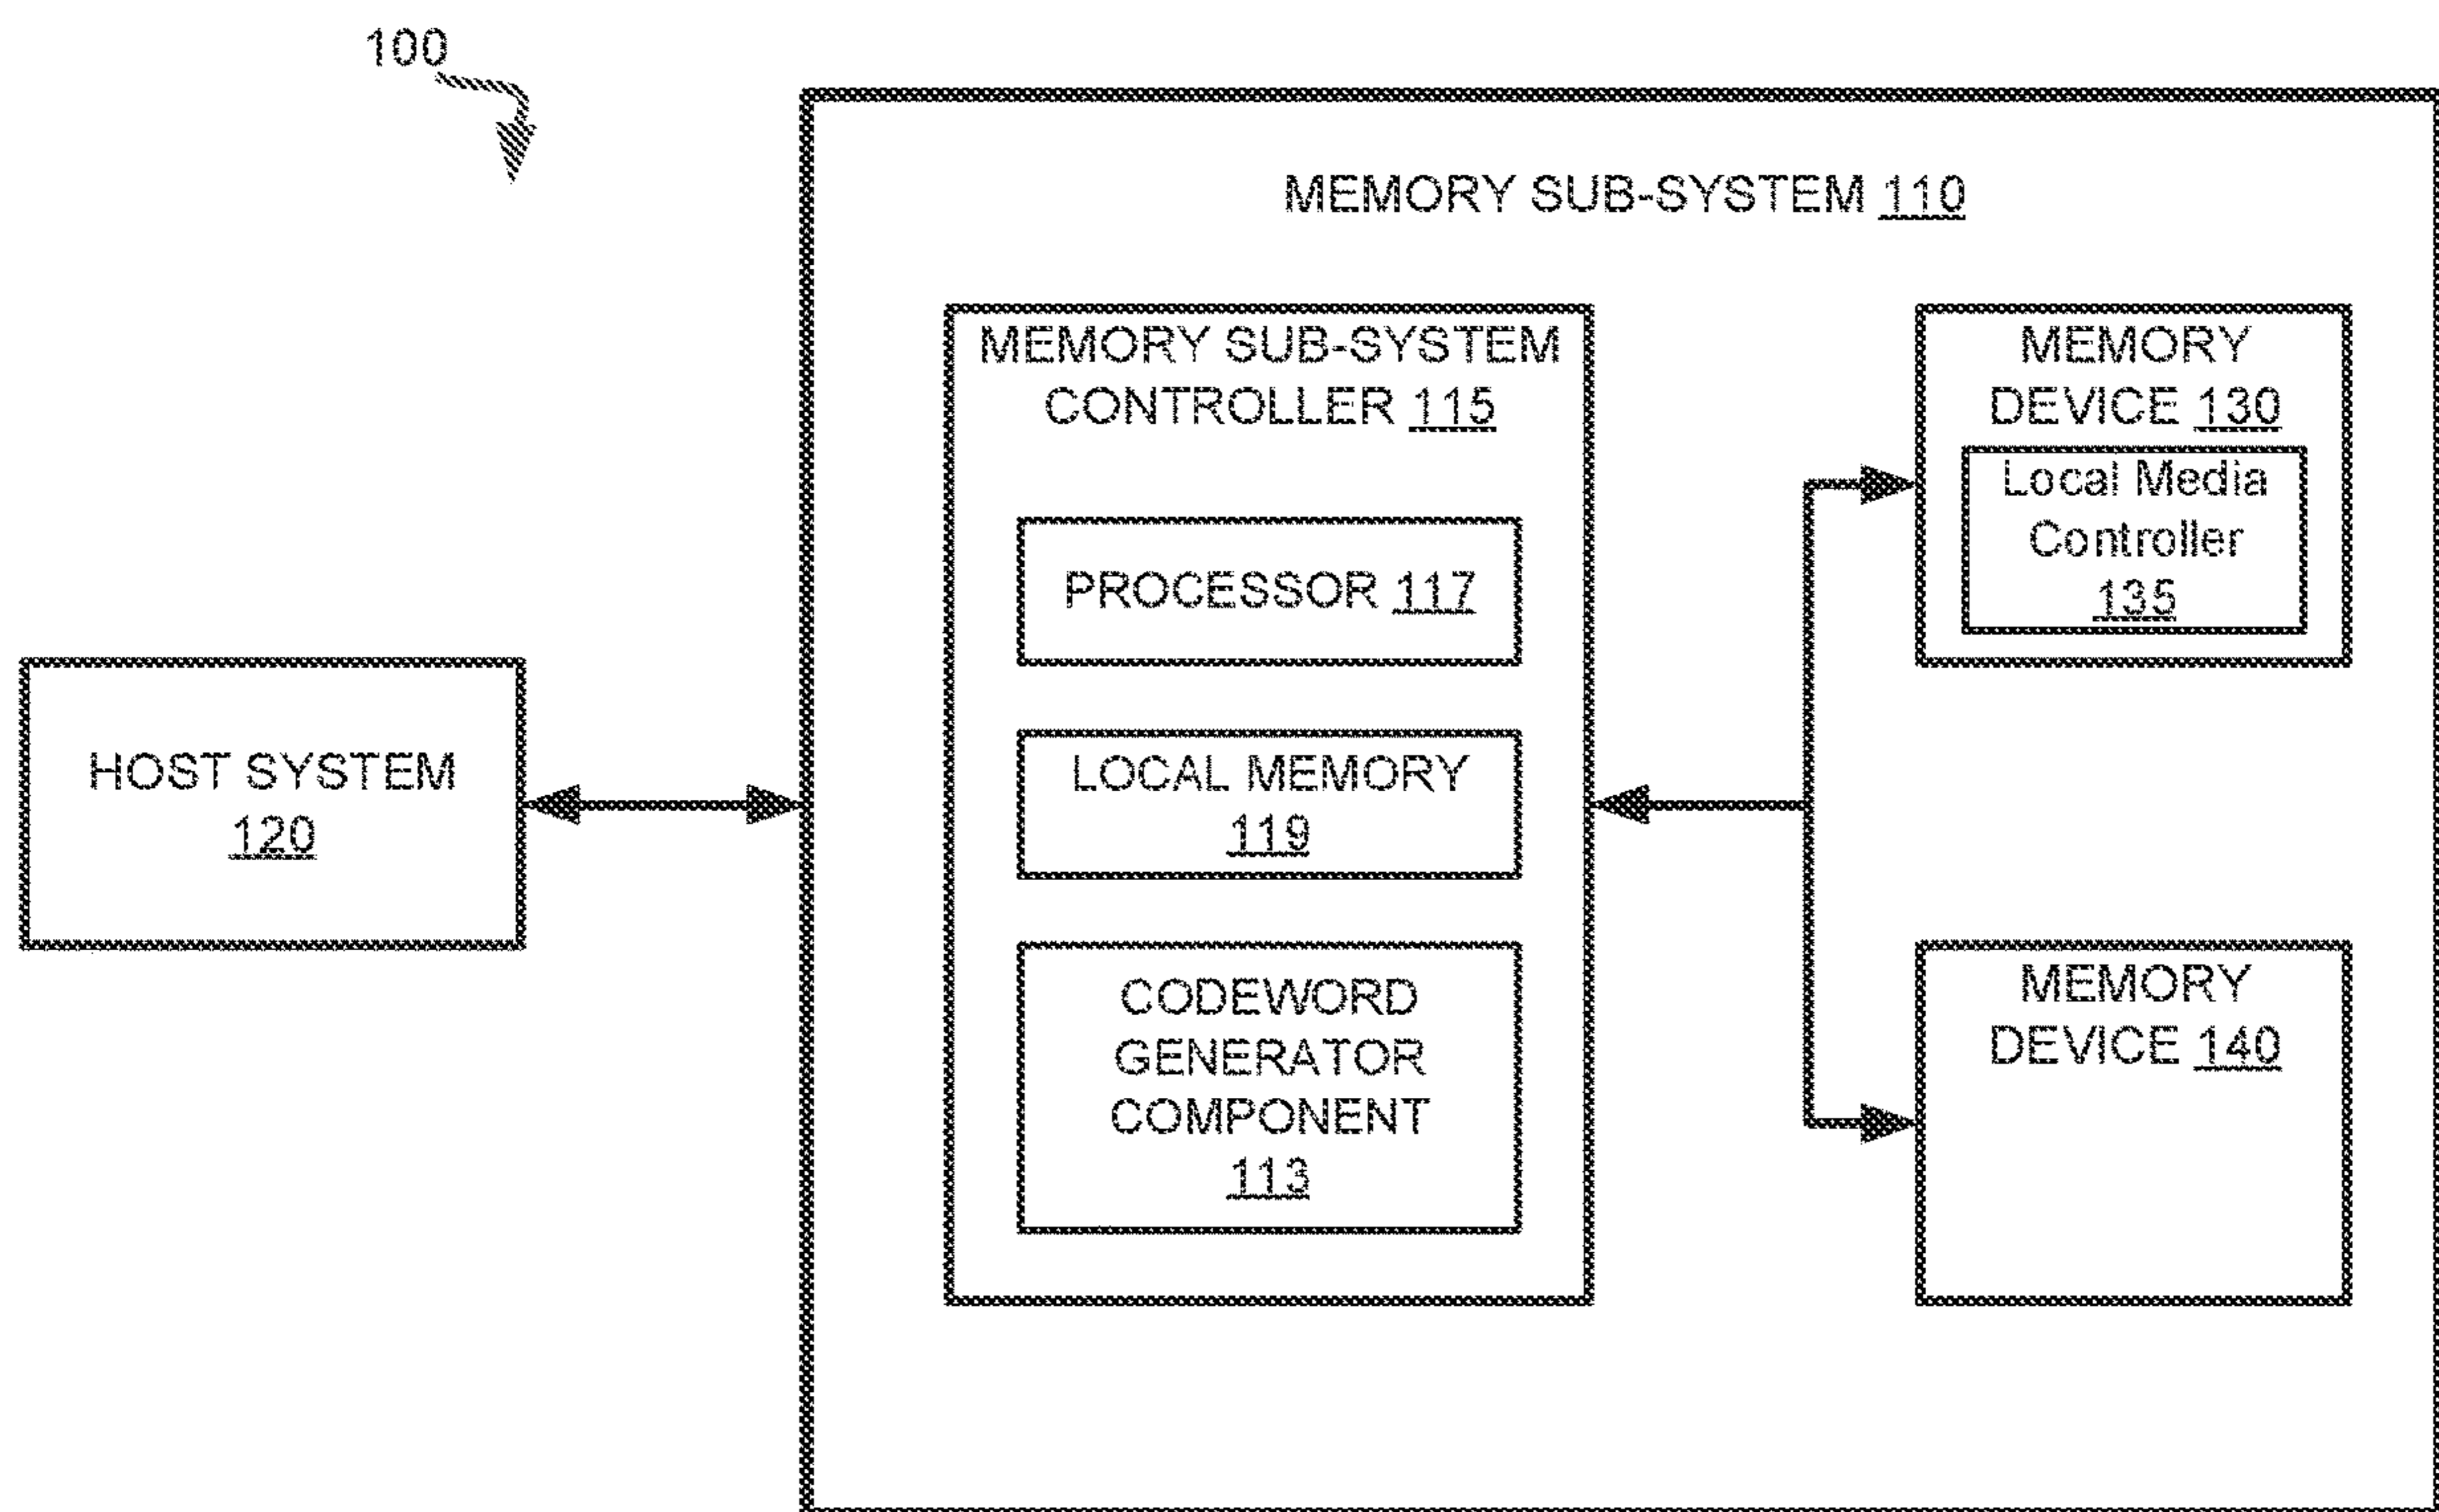 100
MEMORY SUB-SYSTEM 110
MEMORY SUB-SYSTEM
CONTROLLER 115
PROCESSOR 117
LOCAL MEMORY
119
CODEWORD
GENERATOR
COMPONENT
113
MEMORY
DEVICE 130
Local Media
Controller
135
MEMORY
DEVICE 140
HOST SYSTEM
120